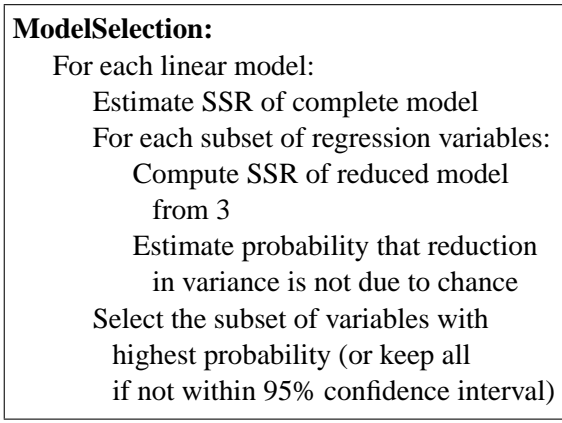 ModelSelection:
For each linear model:
Estimate SSR of complete model
For each subset of regression variables:
Compute SSR of reduced model
from 3
Estimate probability that reduction
in variance is not due to chance
Select the subset of variables with
highest probability (or keep all
if not within 95% confidence interval)